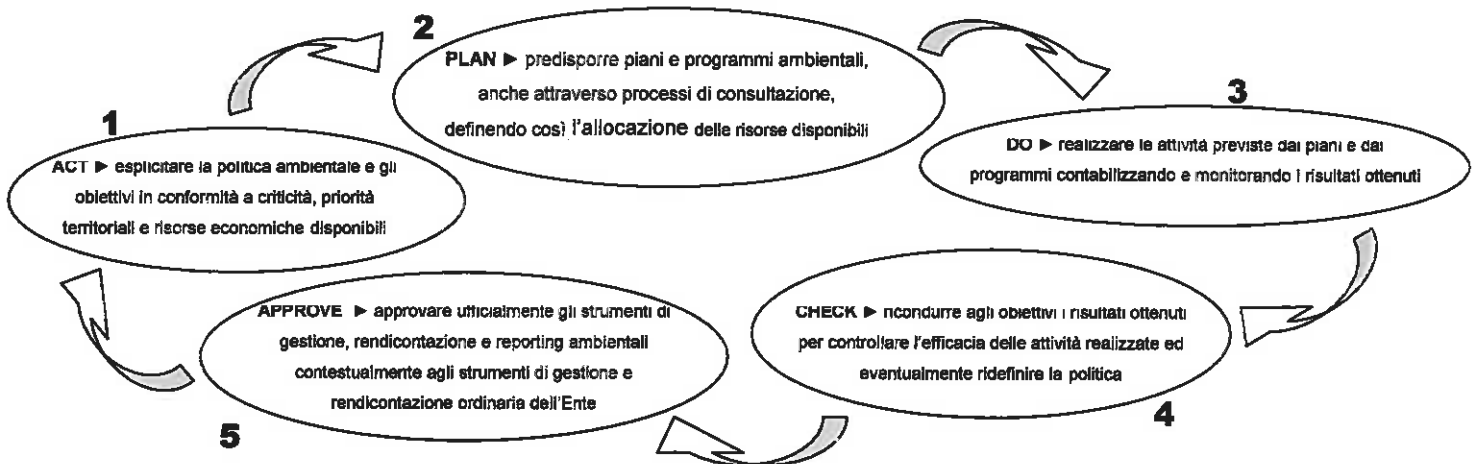 1
ACT ► esplicitare la politica ambientale e gli
obiettivi in conformità a criticità, priorità
territoriali e risorse economiche disponibili
2
PLAN ► predisporre piani e programmi ambientali,
anche attraverso processi di consultazione,
definendo così l'allocazione delle risorse disponibili
3
DO ► realizzare le attività previste dai piani e dai
programmi contabilizzando e monitorando i risultati ottenuti
CHECK ► ricondurre agli obiettivi i risultati ottenuti
per controllare l'efficacia delle attività realizzate ed
eventualmente ridefinire la politica
4
APPROVE ► approvare ufficialmente gli strumenti di
gestione, rendicontazione e reporting ambientali
contestualmente agli strumenti di gestione e
rendicontazione ordinaria dell'Ente
5